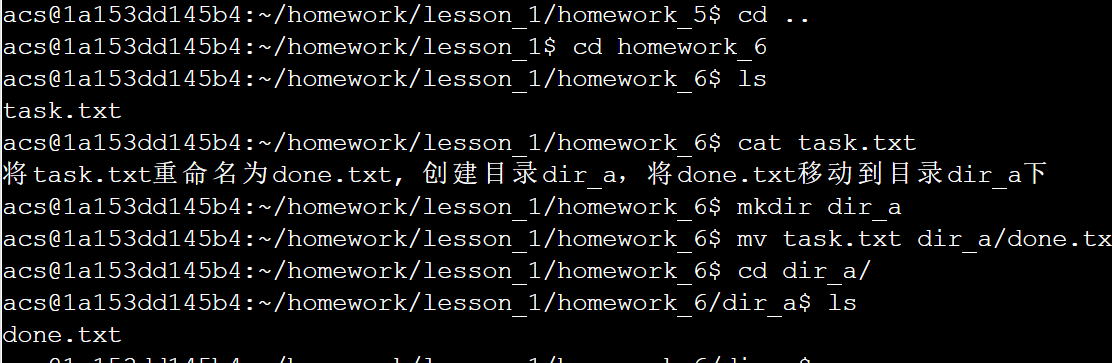 acs@1a153dd145b4:~/homework/lesson_1/homework_5$ cd ..
acs@1a153dd145b4:~/homework/lesson_1$ cd homework_6
acs@1a153dd145b4:~/homework/lesson_1/homework_6$ ls
task.txt
acs@1a153dd145b4:~/homework/lesson_1/homework_6$ cat task.txt
将task.txt重命名为done.txt, 创建目录dir_a，将done.txt移动到目录dir_a下
acs@1a153dd145b4:~/homework/lesson_1/homework_6$ mkdir dir_a
acs@1a153dd145b4:~/homework/lesson_1/homework_6$ mv task.txt dir_a/done.tx
acs@1a153dd145b4:~/homework/lesson_1/homework_6$ cd dir_a/
acs@1a153dd145b4:~/homework/lesson_1/homework_6/dir_a$ ls
done.txt